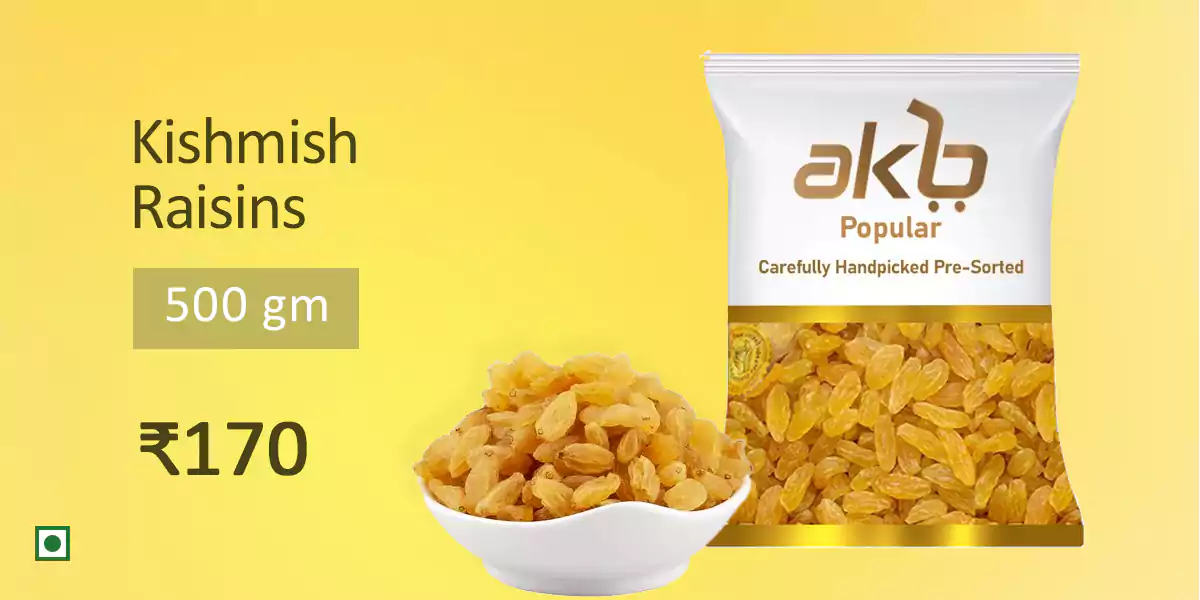 Kishmish
Raisins
500 gm
₹170
akb
Popular
Carefully Handpicked Pre-Sorted